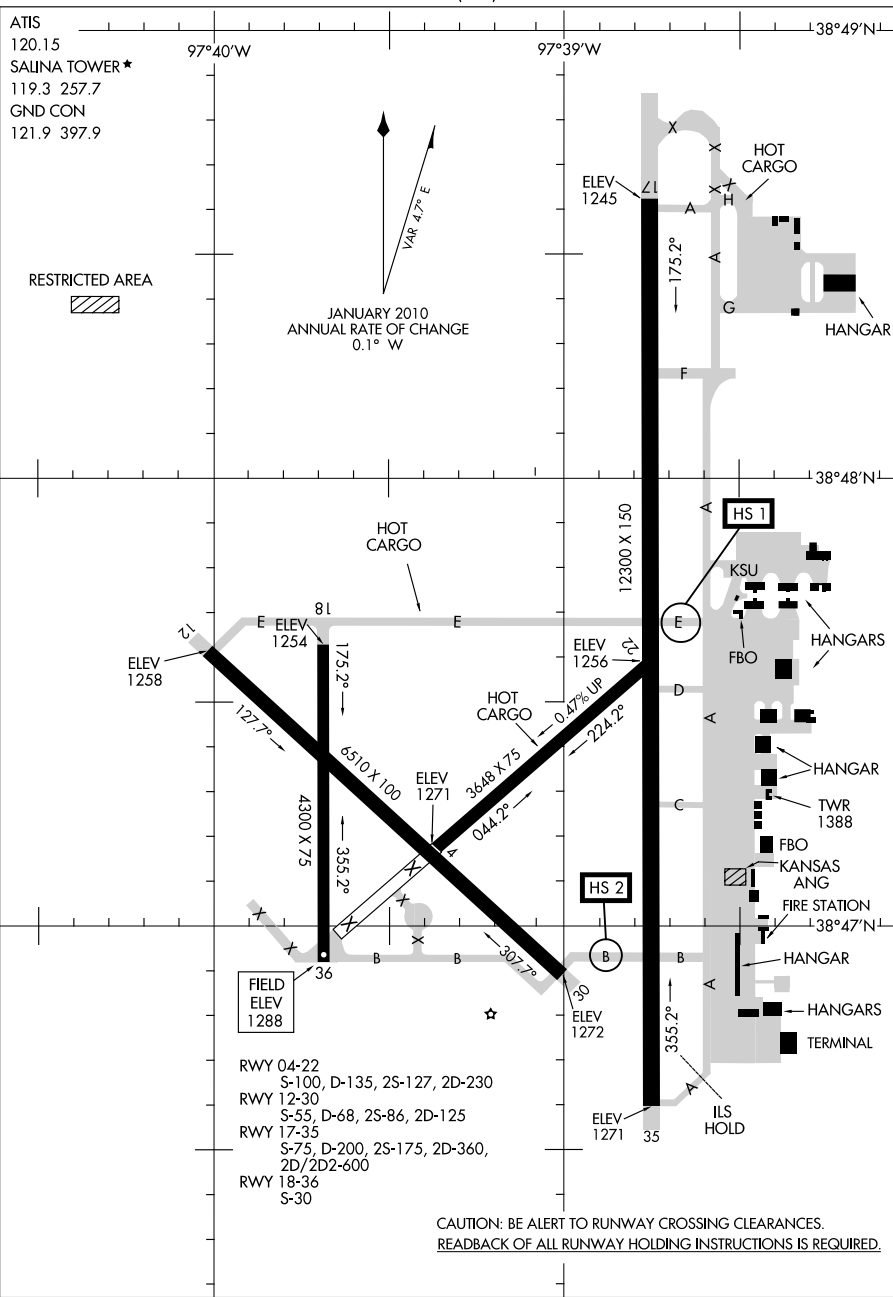 ATIS
120.15
SALINA TOWER★
119.3 257.7
GND CON
121.9 397.9
97°40'W
97°39'W
38°49'N
VAR 4.7° E
JANUARY 2010
ANNUAL RATE OF CHANGE
0.1° W
RESTRICTED AREA
X
X
X
X
H
HOT
CARGO
ELEV
1245
17
A
A
175.2°
G
HANGAR
F
38°48'N
A
HS 1
12300 X 150
HOT
CARGO
KSU
18
E
E
E
12
ELEV
1254
ELEV
1258
175.2°
22
ELEV
1256
FBO
HANGARS
D
A
HOT
CARGO
0.47% UP
224.2°
127.7°
6510 X 100
3648 X 75
044.2°
ELEV
1271
4
4300 X 75
355.2°
C
HANGAR
TWR
1388
FBO
KANSAS
ANG
FIRE STATION
HS 2
38°47'N
X
X
X
X
X
X
B
B
B
B
36
307.7°
30
A
HANGAR
FIELD
ELEV
1288
ELEV
1272
355.2°
HANGARS
TERMINAL
A
ILS
HOLD
ELEV
1271
35
RWY 04-22
S-100, D-135, 2S-127, 2D-230
RWY 12-30
S-55, D-68, 2S-86, 2D-125
RWY 17-35
S-75, D-200, 2S-175, 2D-360,
2D/2D2-600
RWY 18-36
S-30
CAUTION: BE ALERT TO RUNWAY CROSSING CLEARANCES.
READBACK OF ALL RUNWAY HOLDING INSTRUCTIONS IS REQUIRED.